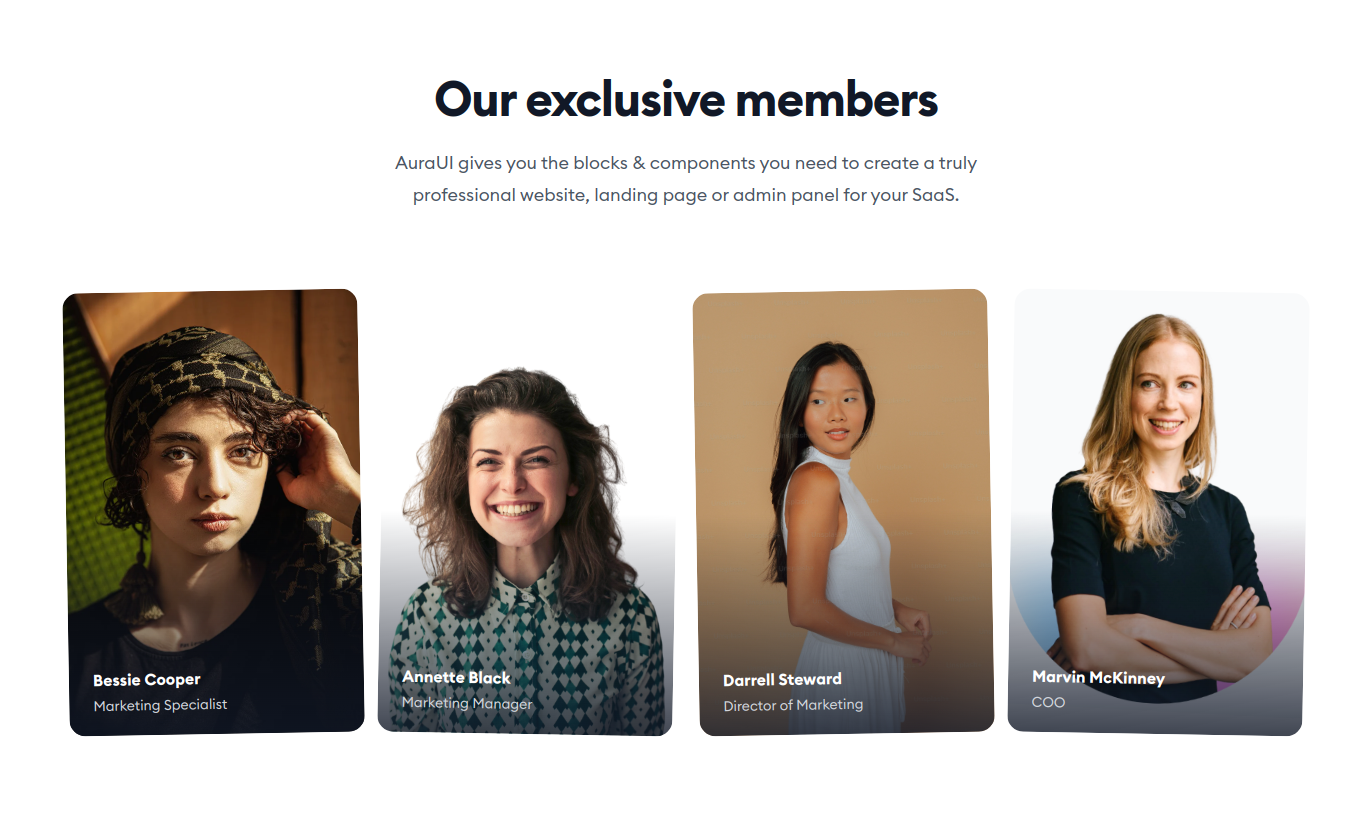 Our exclusive members
AuraUI gives you the blocks & components you need to create a truly
professional website, landing page or admin panel for your SaaS.
Bessie Cooper
Marketing Specialist
Annette Black
Marketing Manager
Darrell Steward
Director of Marketing
Marvin McKinney
COO